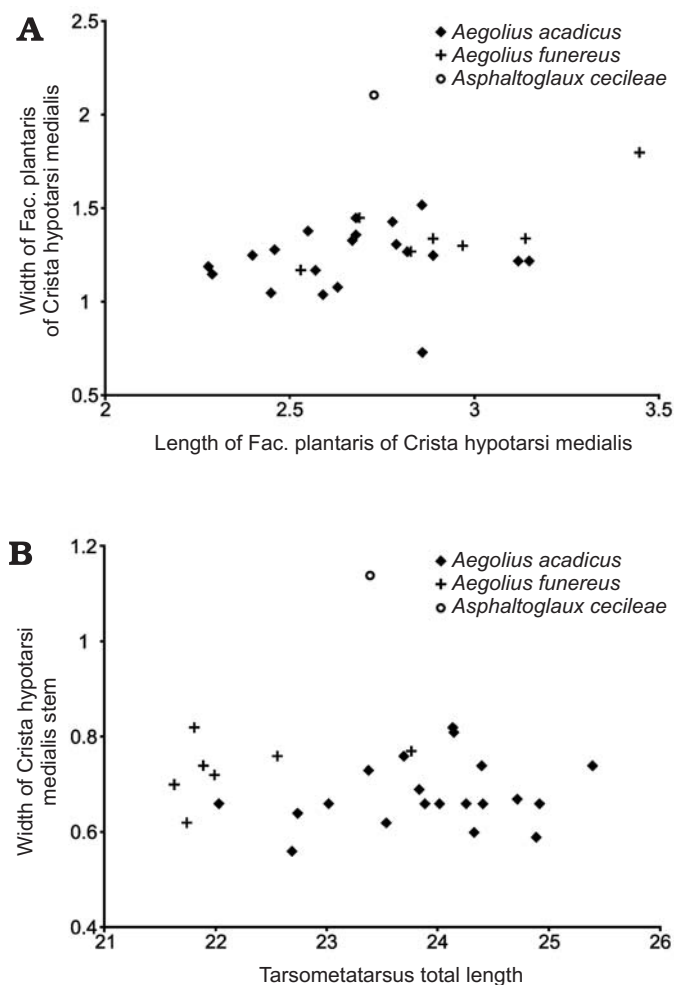 A
2.5
2
1.5
1
0.5
2
2.5
3
3.5
Width of Fac. plantaris
of Crista hypotarsi medialis
Length of Fac. plantaris of Crista hypotarsi medialis
Aegolius acadicus
Aegolius funereus
Asphaltoglaux cecileae
B
1.2
1
0.8
0.6
0.4
21
22
23
24
25
26
Width of Crista hypotarsi
medialis stem
Tarsometatarsus total length
Aegolius acadicus
Aegolius funereus
Asphaltoglaux cecileae